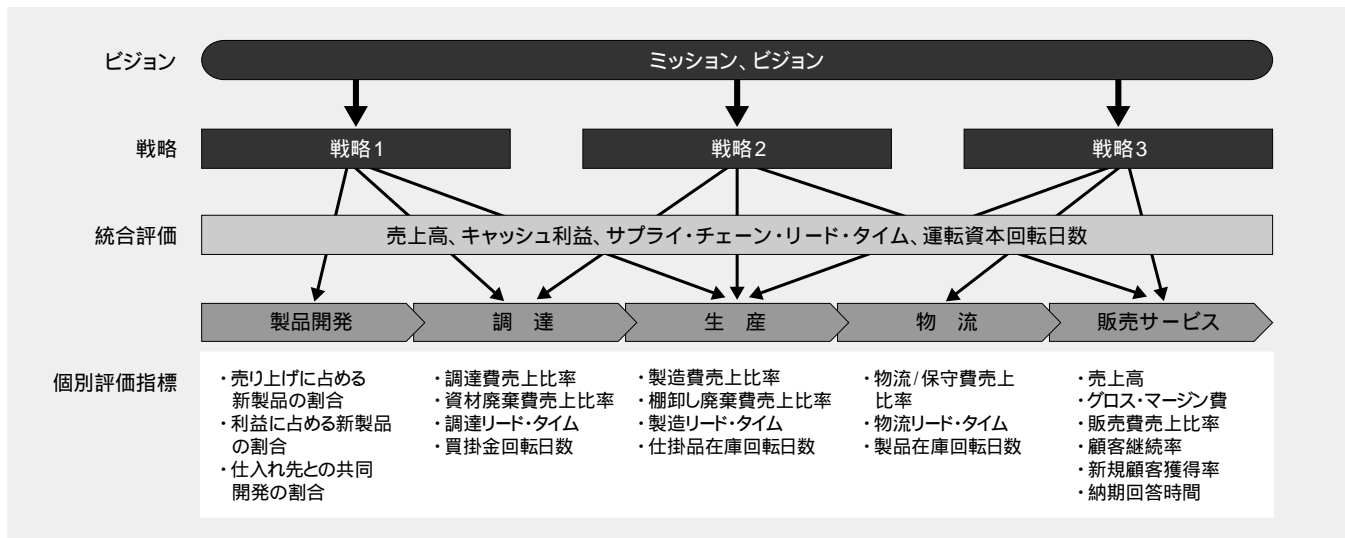 ビジョン
ミッション、ビジョン
戦略
戦略1
戦略2
戦略3
統合評価
売上高、キャッシュ利益、サプライ・チェーン・リード・タイム、運転資本回転日数
製品開発
調　達
生　産
物　流
販売サービス
個別評価指標
・売り上げに占める
新製品の割合
・利益に占める新製品
の割合
・仕入れ先との共同
開発の割合
・調達費売上比率
・資材廃棄費売上比率
・調達リード・タイム
・買掛金回転日数
・製造費売上比率
・棚卸し廃棄費売上比率
・製造リード・タイム
・仕掛品在庫回転日数
・物流/保守費売上
比率
・物流リード・タイム
・製品在庫回転日数
・売上高
・グロス・マージン費
・販売費売上比率
・顧客継続率
・新規顧客獲得率
・納期回答時間